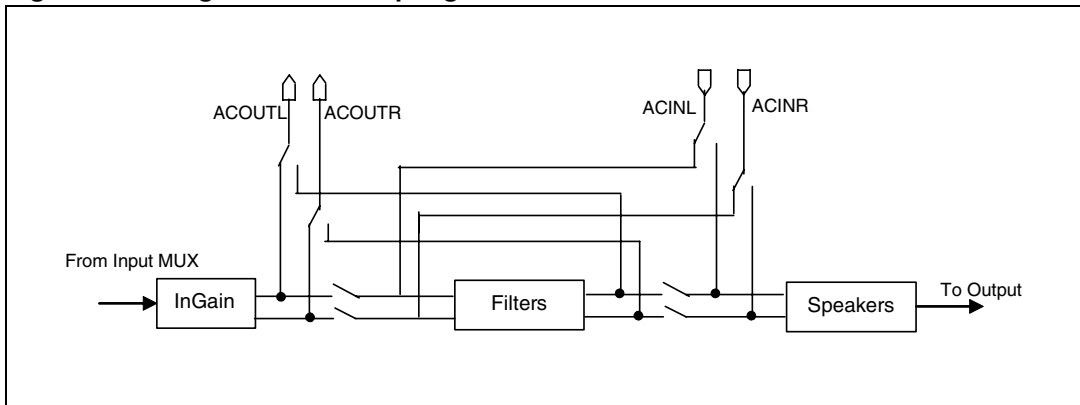 ACOUTL ACOUTR ACINL ACINR
From Input MUX
InGain
Filters
Speakers
To Output